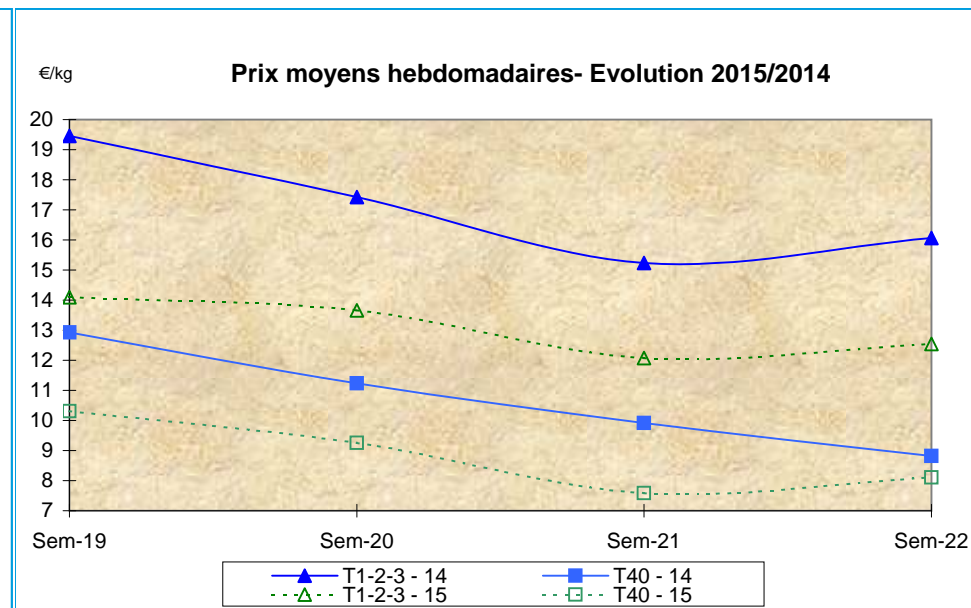 €/kg
Prix moyens hebdomadaires- Evolution 2015/2014
20
19
18
17
16
15
14
13
12
11
10
9
8
7
Sem-19 Sem-20 Sem-21 Sem-22
T1-2-3 - 14 T40 - 14
T1-2-3 - 15 T40 - 15